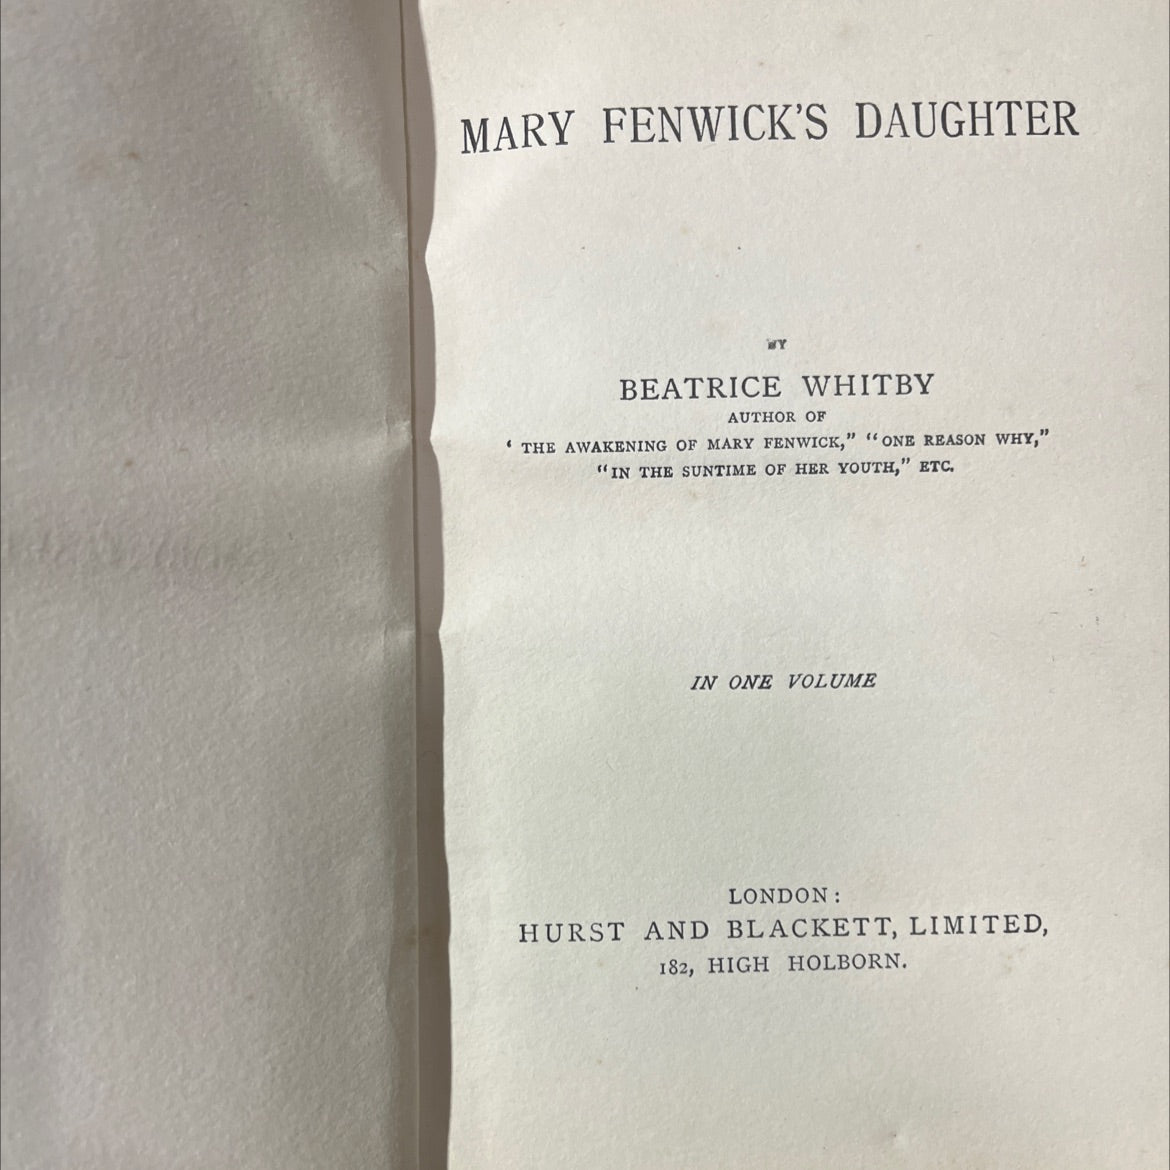 MARY FENWICK'S DAUGHTER
BY
BEATRICE WHITBY
AUTHOR OF
‘ THE AWAKENING OF MARY FENWICK,” “ONE REASON WHY,”
“IN THE SUNTIME OF HER YOUTH,” ETC.
IN ONE VOLUME
LONDON:
HURST AND BLACKETT, LIMITED,
182, HIGH HOLBORN.